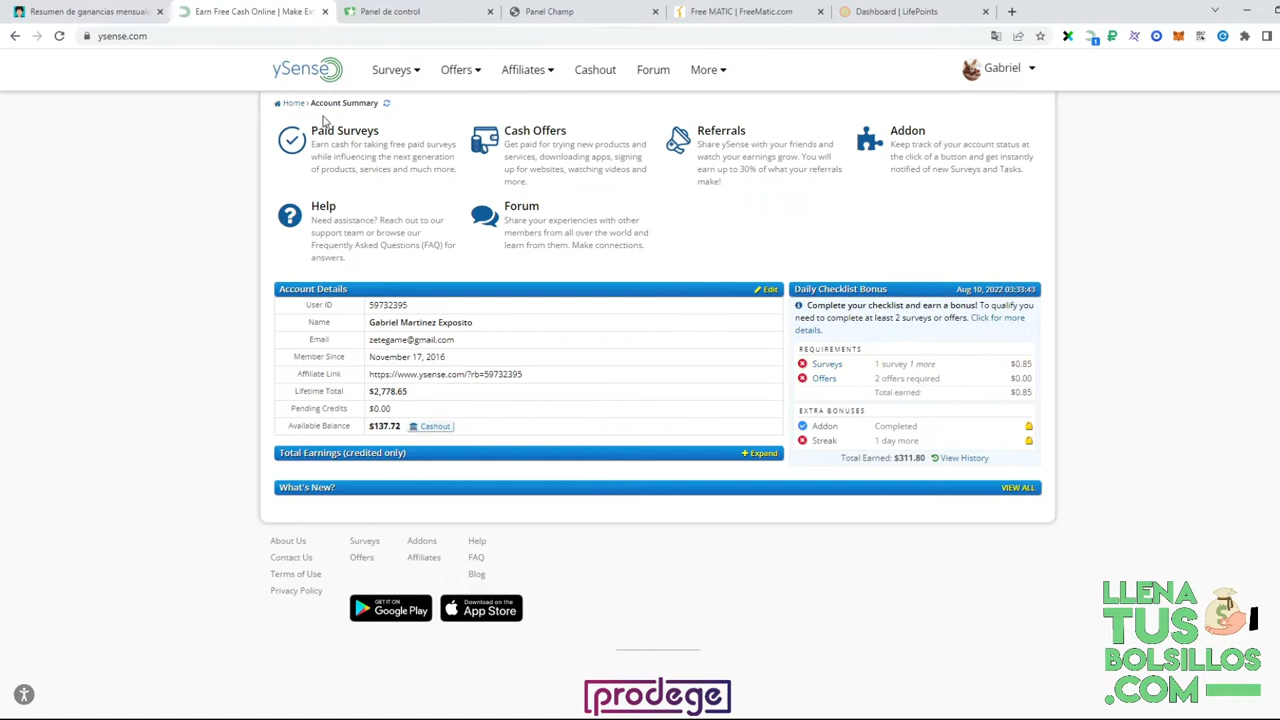 Resumen de ganancias mensual
Earn Free Cash Online | Make Ex
Panel de control
Panel Champ
Free MATIC | FreeMatic.com
Dashboard | LifePoints
ysense.com
ySense
Surveys
Offers
Affiliates
Cashout
Forum
More
Gabriel
Home › Account Summary
Paid Surveys
Earn cash for taking free paid surveys
while influencing the next generation
of products, services and much more.
Cash Offers
Get paid for trying new products and
services, downloading apps, signing
up for websites, watching videos and
more.
Referrals
Share ySense with your friends and
watch your earnings grow. You will
earn up to 30% of what your referrals
make!
Addon
Keep track of your account status at
the click of a button and get instantly
notified of new Surveys and Tasks.
Help
Need assistance? Reach out to our
support team or browse our
Frequently Asked Questions (FAQ) for
answers.
Forum
Share your experiences with other
members from all over the world and
learn from them. Make connections.
Account Details Edit
User ID 59732395
Name Gabriel Martinez Exposito
Email zetegame@gmail.com
Member Since November 17, 2016
Affiliate Link https://www.ysense.com/?rb=59732395
Lifetime Total $2,778.65
Pending Credits $0.00
Available Balance $137.72 Cashout
Total Earnings (credited only) + Expand
Daily Checklist Bonus Aug 10, 2022 03:33:43
Complete your checklist and earn a bonus! To qualify you
need to complete at least 2 surveys or offers. Click for more
details.
REQUIREMENTS
Surveys 1 survey 1 more $0.85
Offers 2 offers required $0.00
Total earned: $0.85
EXTRA BONUSES
Addon Completed
Streak 1 day more
Total Earned: $311.80 View History
What's New? VIEW ALL
About Us Surveys Addons Help
Contact Us Offers Affiliates FAQ
Terms of Use Blog
Privacy Policy
GET IT ON
Google Play
Download on the
App Store
prodege
LLENA
TUS
BOLSILLOS
.COM